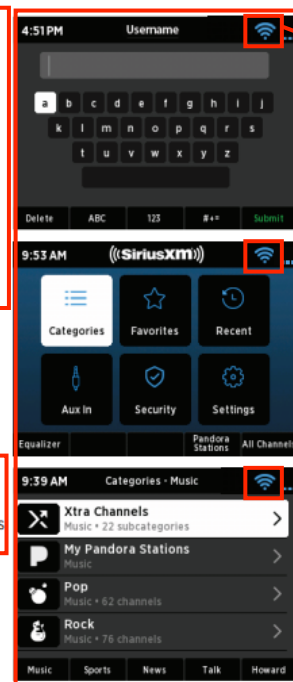 4:51 PM Username
a b c d e f g h i j
k l m n o p q r s
t u v w x y z
Delete ABC 123 #+= Submit
9:53 AM ((SiriusXM))
Categories Favorites Recent
Aux In Security Settings
Equalizer Pandora Stations All Channels
9:39 AM Categories - Music
Xtra Channels
Music • 22 subcategories
s
My Pandora Stations
Music
Pop
Music • 62 channels
Rock
Music • 76 channels
Music Sports News Talk Howard